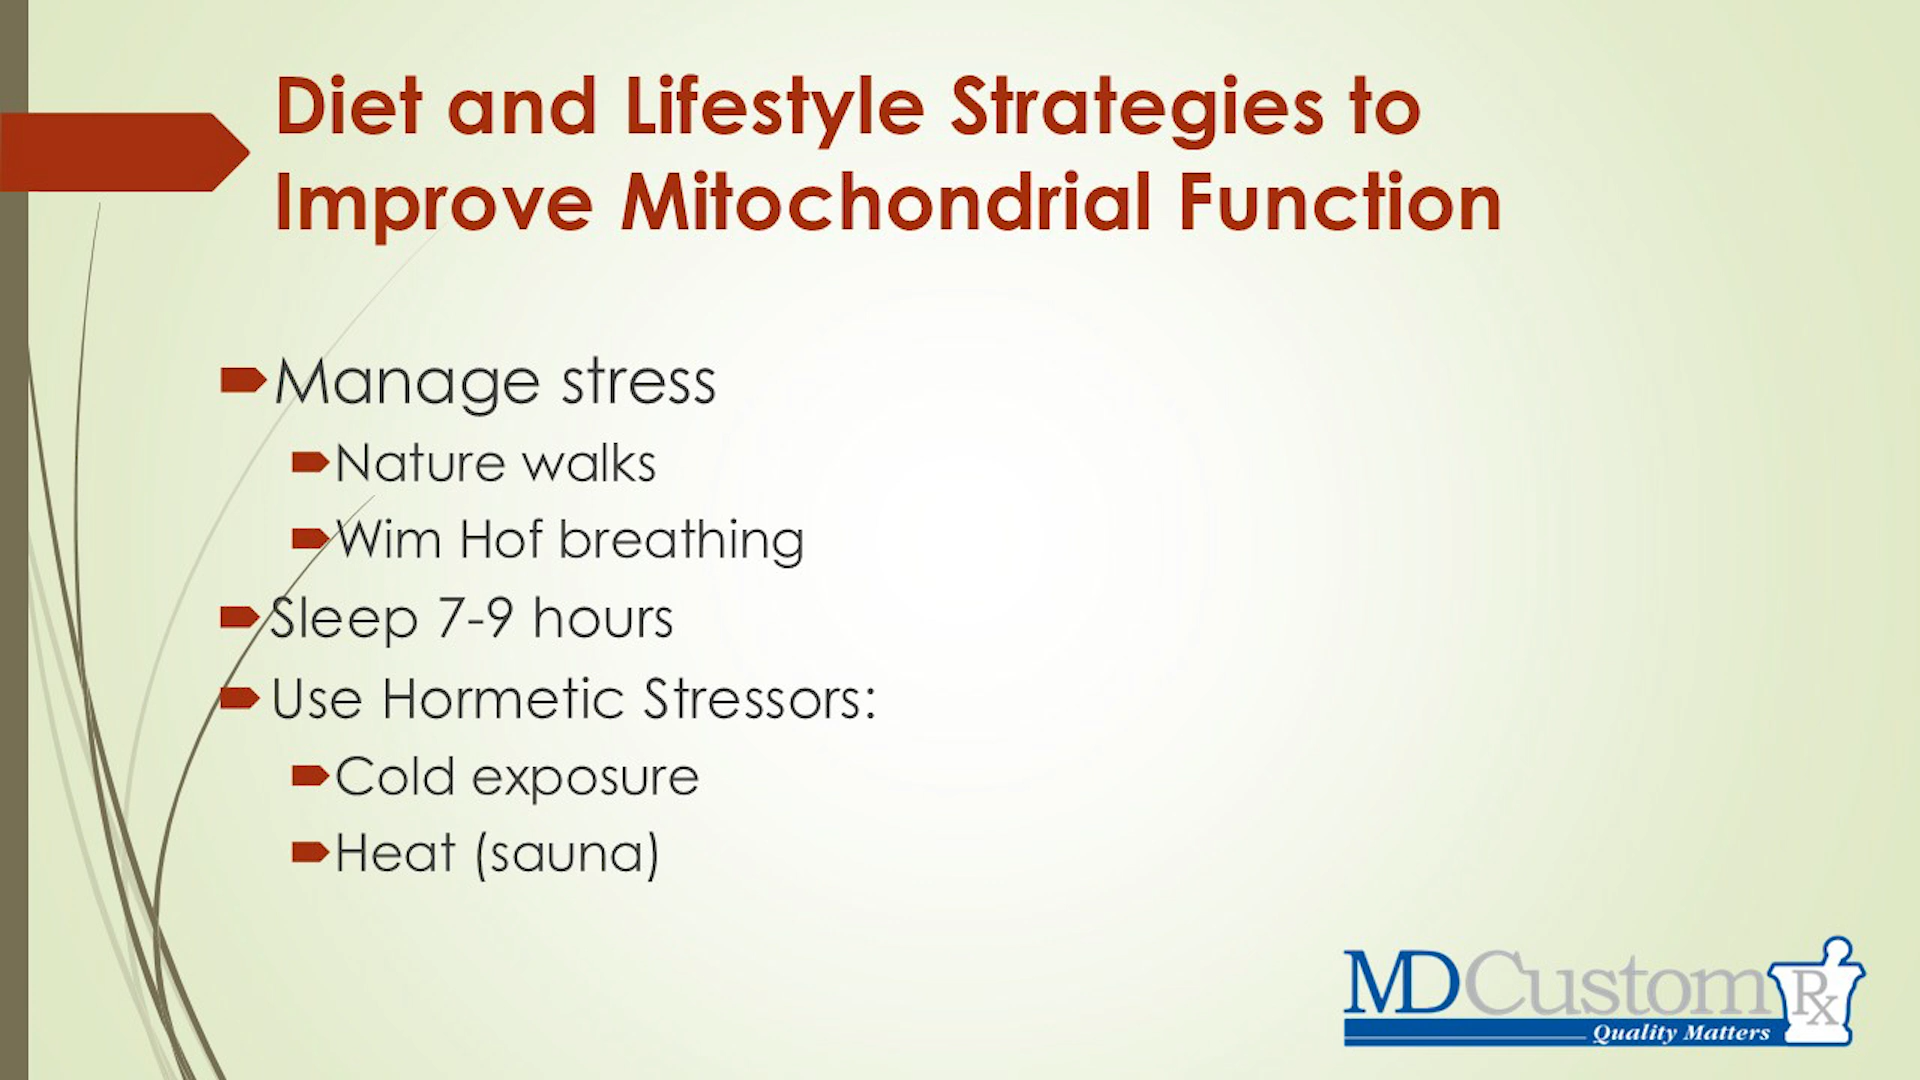 Diet and Lifestyle Strategies to
Improve Mitochondrial Function
Manage stress
Nature walks
Wim Hof breathing
Sleep 7-9 hours
Use Hormetic Stressors:
Cold exposure
Heat (sauna)
MDCustom Rx
Quality Matters